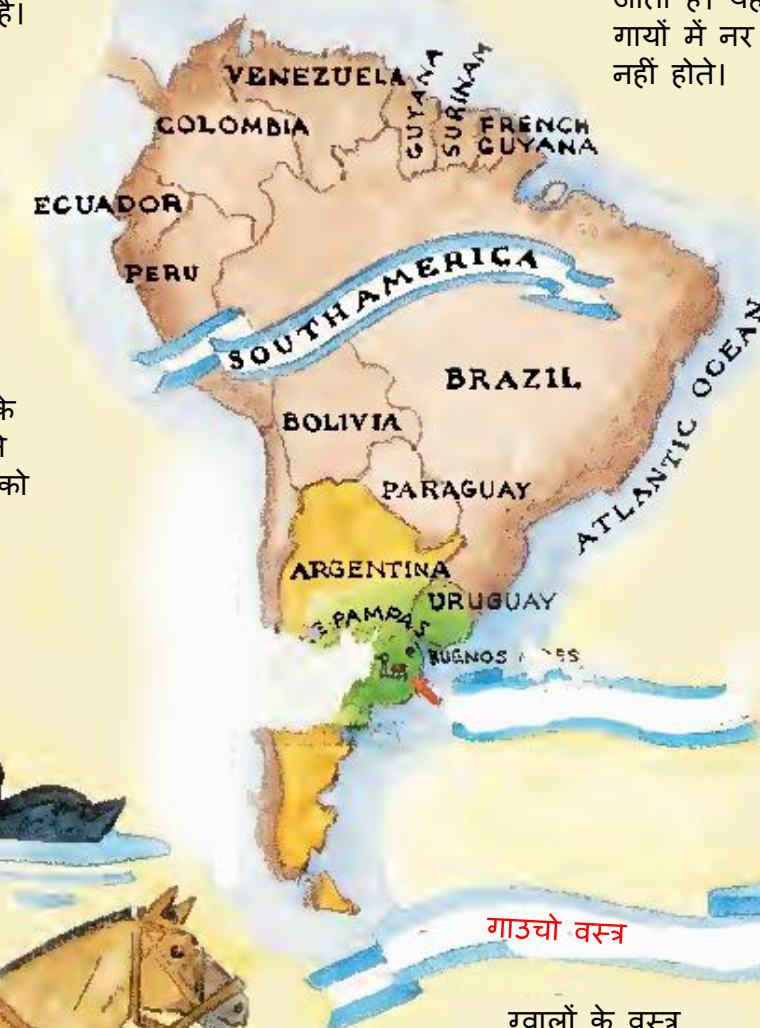 है।
गायों में नर
नहीं होते।
VENEZUELA
GUYANA
SURINAM
FRENCH
GUYANA
COLOMBIA
ECUADOR
PERU
SOUTH AMERICA
BRAZIL
ATLANTIC OCEAN
के
को
BOLIVIA
PARAGUAY
ARGENTINA
URUGUAY
PAMPAS
BUENOS
गाउचो वस्त्र
ग्वालों के वस्त्र